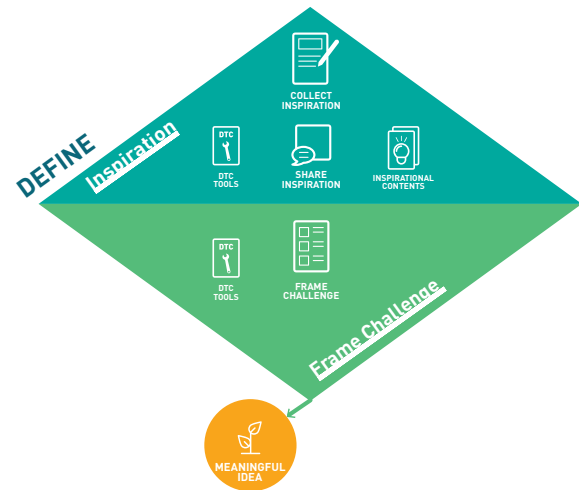 COLLECT
INSPIRATION
DEFINE
Inspiration
DTC
DTC
TOOLS
SHARE
INSPIRATION
INSPIRATIONAL
CONTENTS
DTC
DTC
TOOLS
FRAME
CHALLENGE
Frame Challenge
MEANINGFUL
IDEA